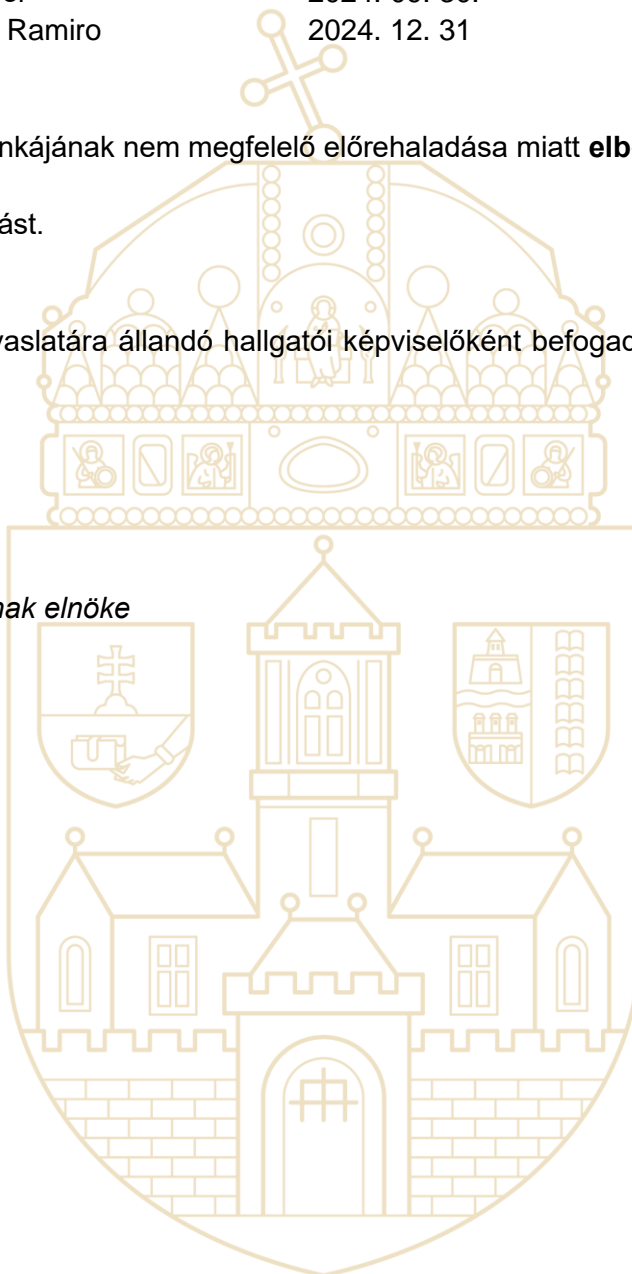 Ramiro 2024. 12. 31
nkájának nem megfelelő előrehaladása miatt elb
ást.
vaslatára állandó hallgatói képviselőként befogad
nak elnöke